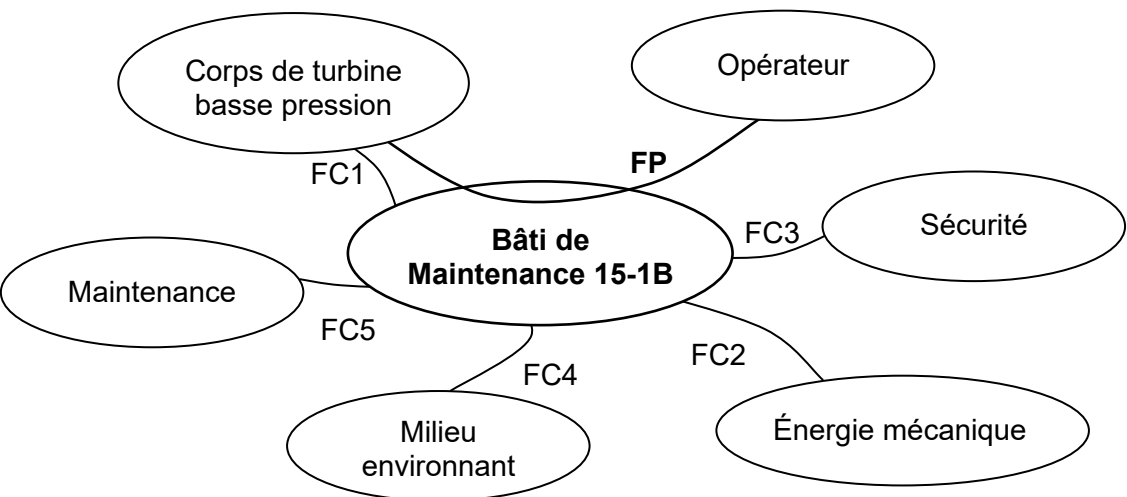 Corps de turbine
basse pression
Opérateur
FC1
FP
Bâti de
Maintenance 15-1B
FC3
Sécurité
Maintenance
FC5
FC2
FC4
Milieu
environnant
Énergie mécanique